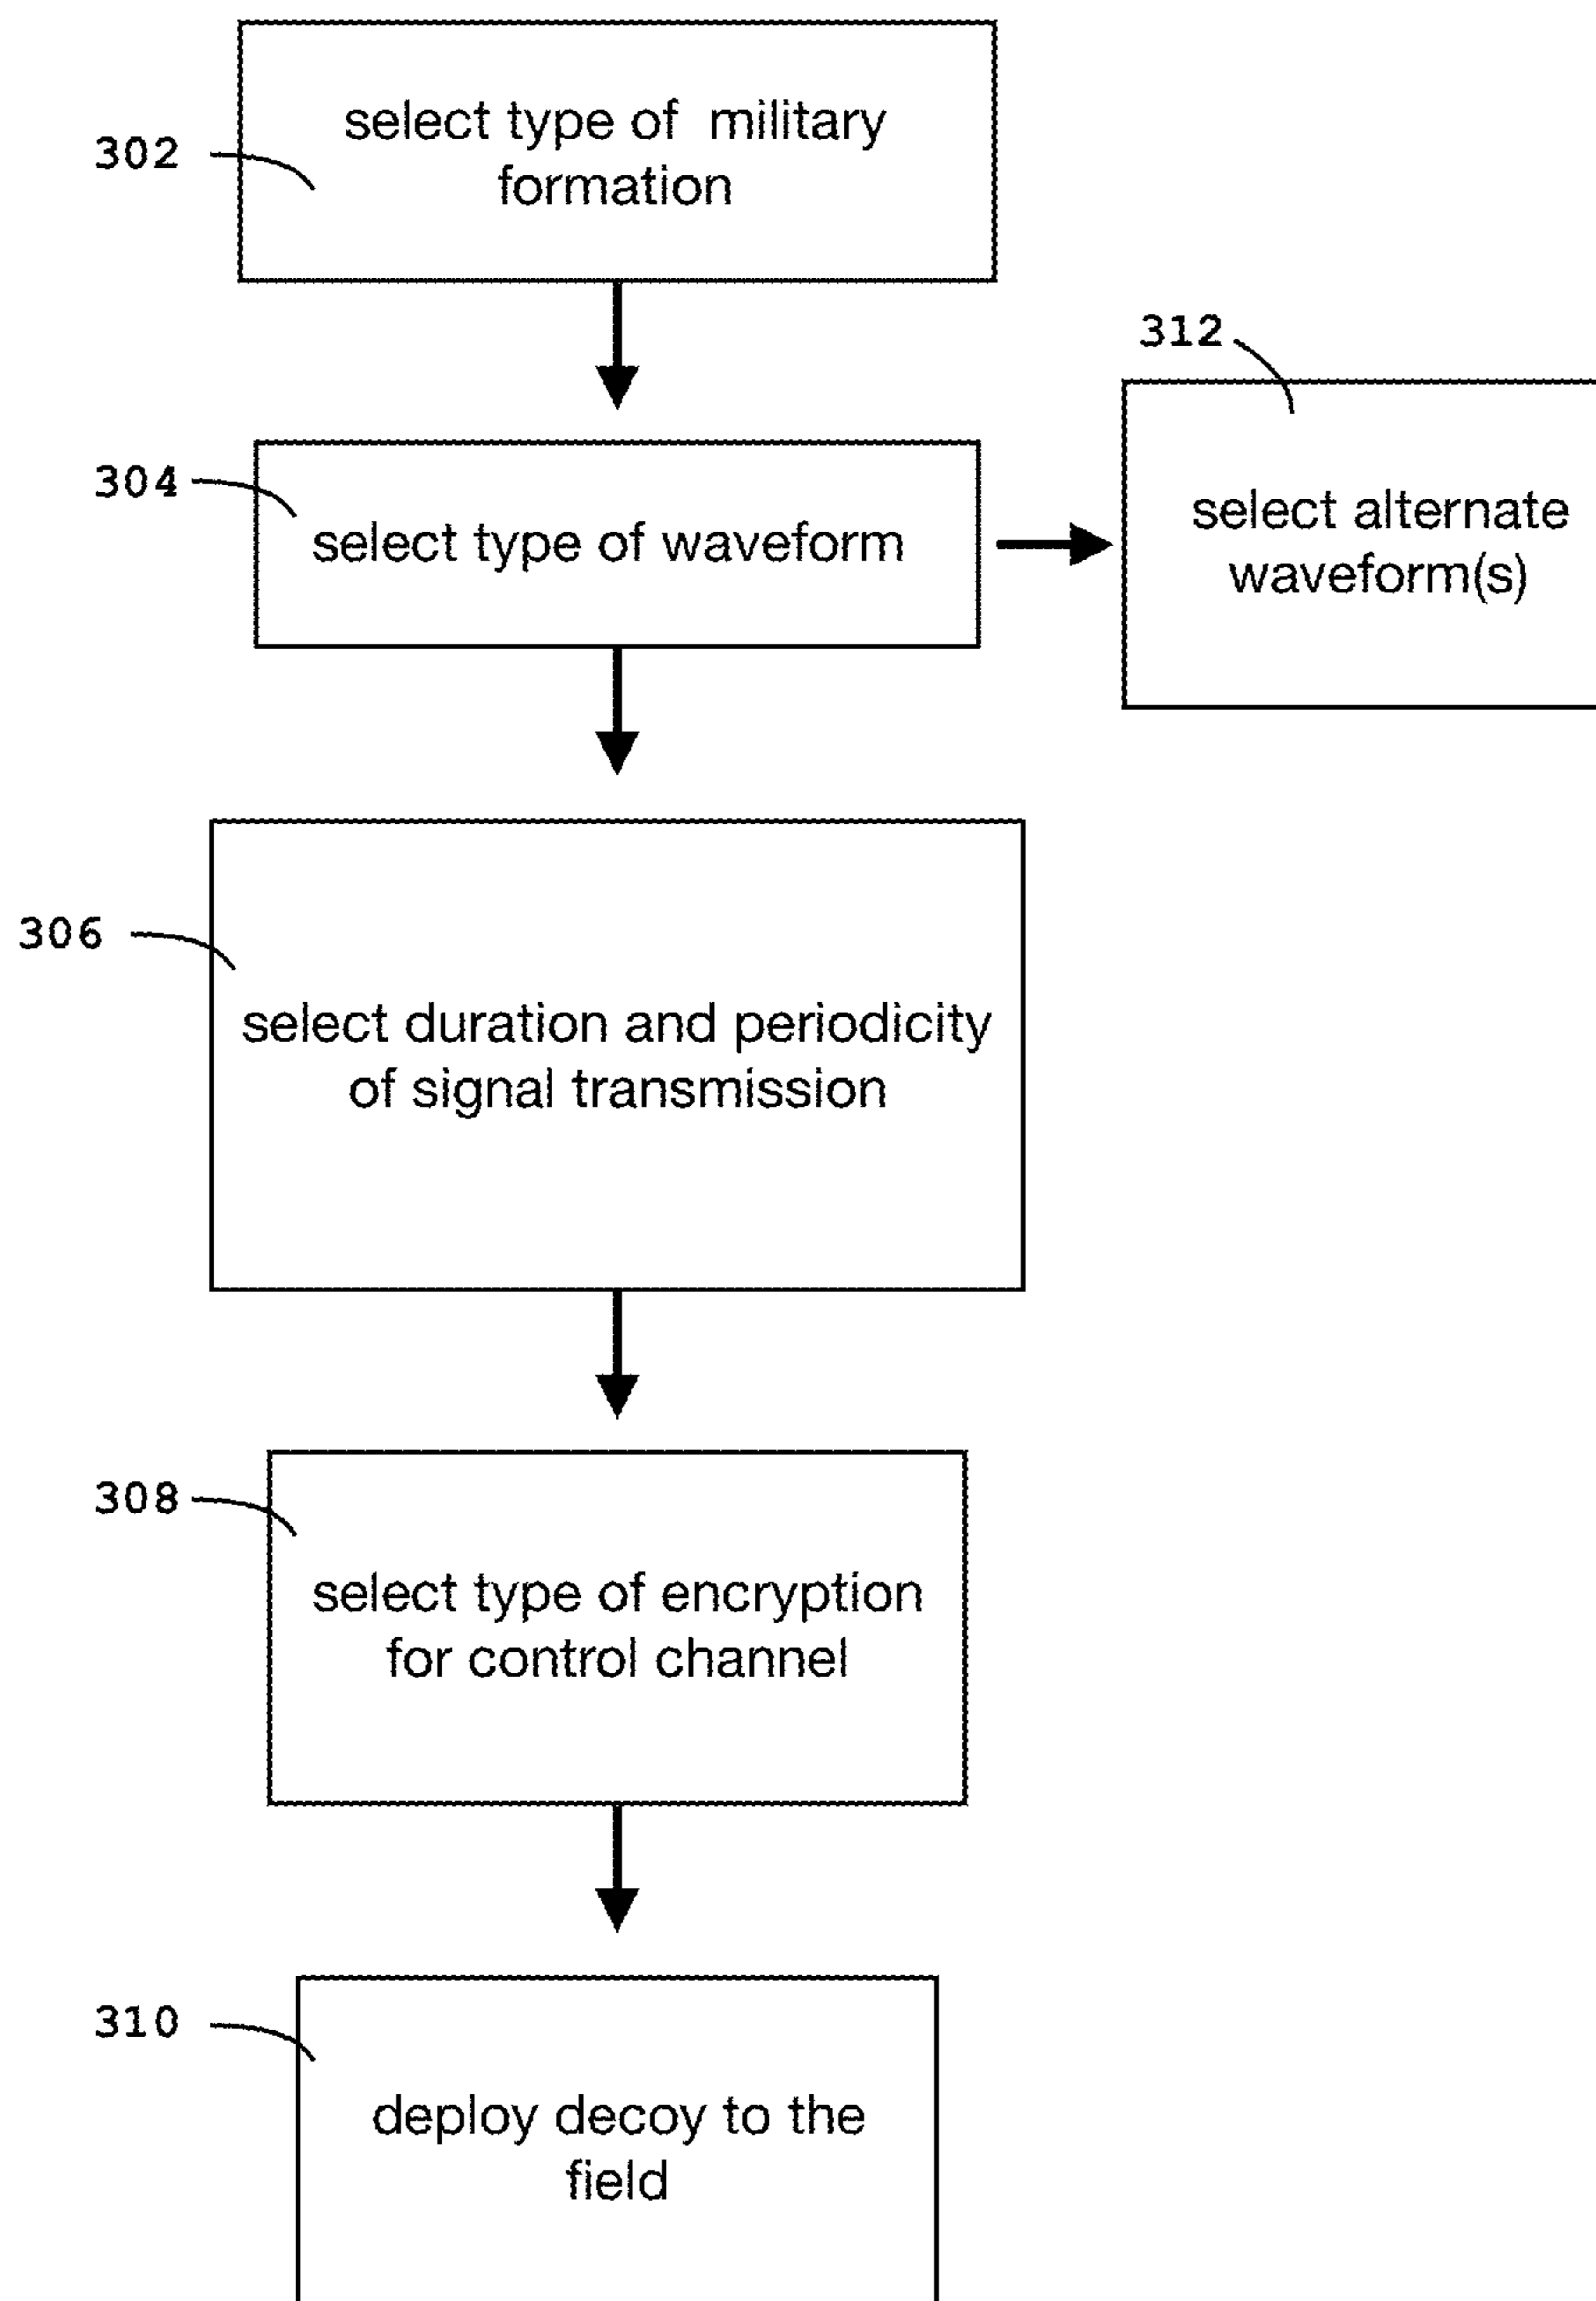 302
select type of military
formation
312
304
select type of waveform
select alternate
waveform(s)
306
select duration and periodicity
of signal transmission
308
select type of encryption
for control channel
310
deploy decoy to the
field